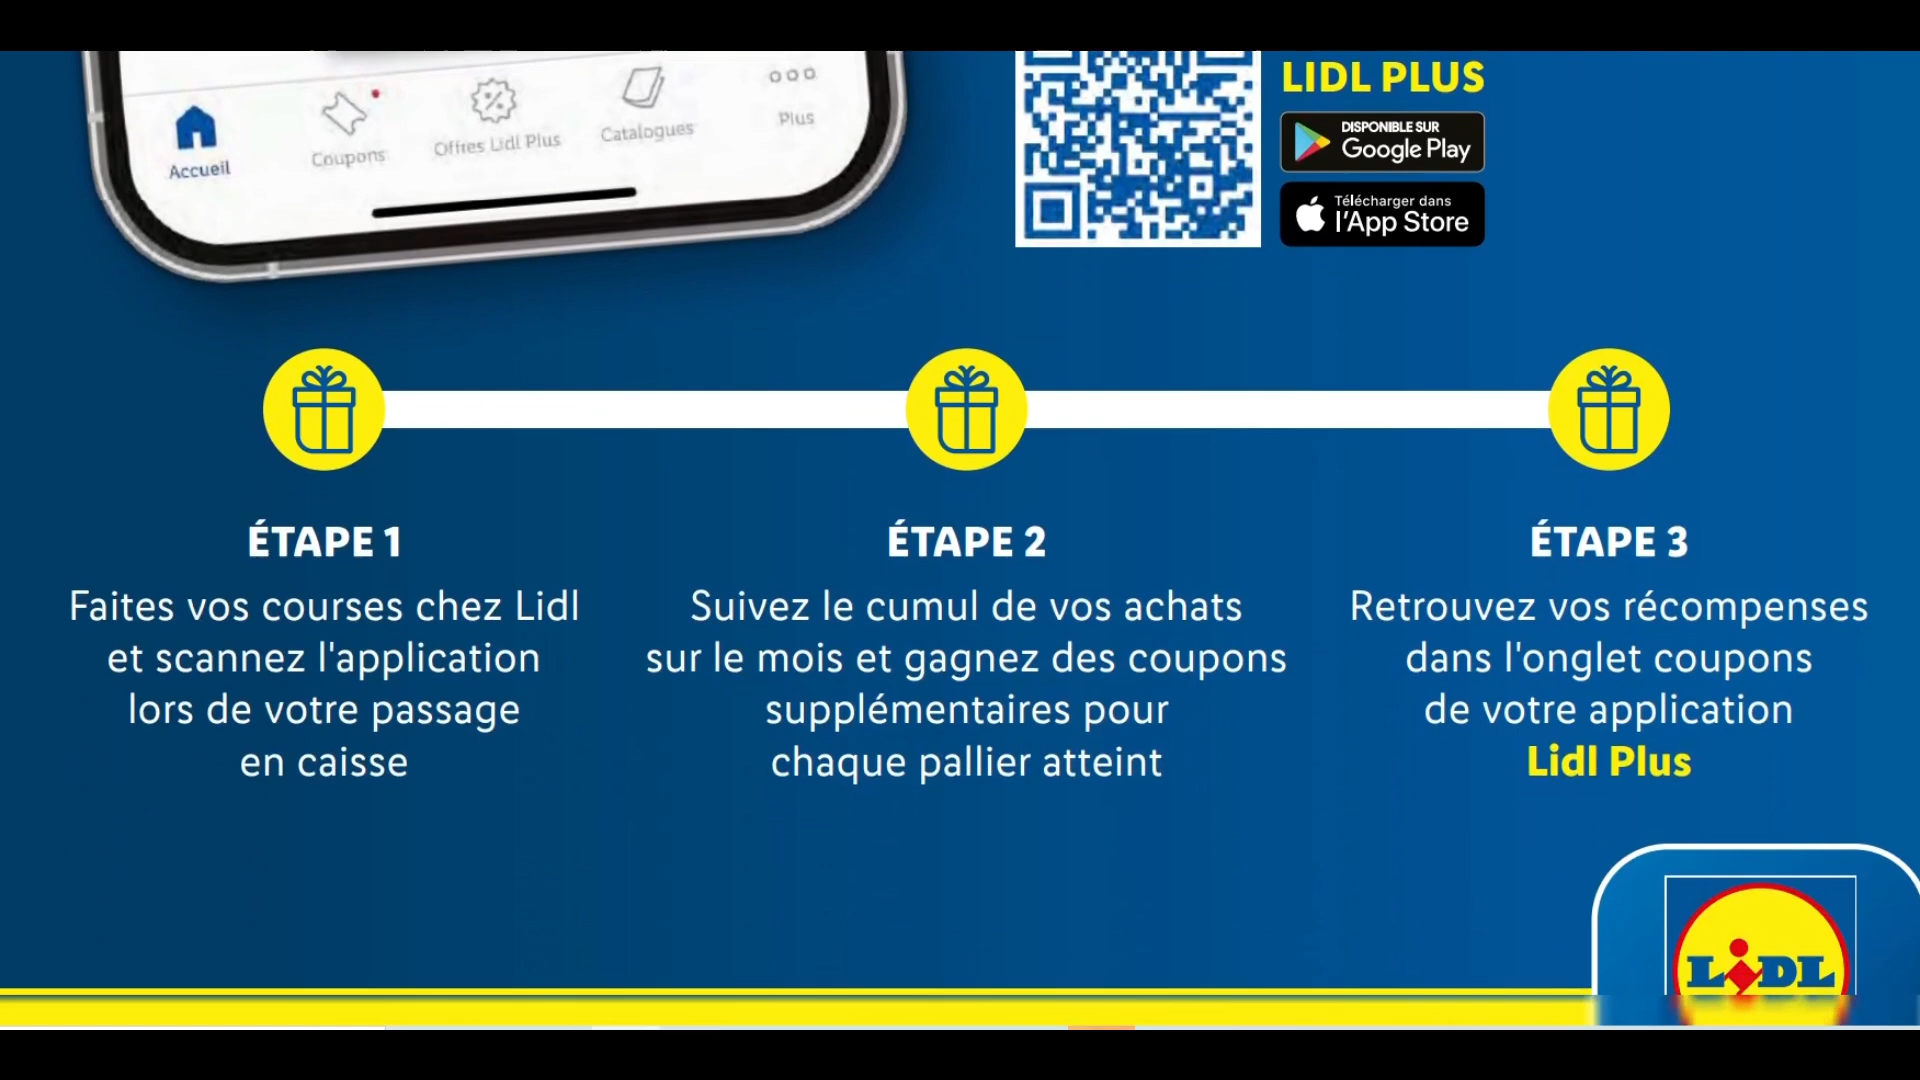 Accueil
Coupons
Offres Lidl Plus
Catalogues
Plus
LIDL PLUS
DISPONIBLE SUR
Google Play
Télécharger dans
l'App Store
ÉTAPE 1
Faites vos courses chez Lidl
et scannez l'application
lors de votre passage
en caisse
ÉTAPE 2
Suivez le cumul de vos achats
sur le mois et gagnez des coupons
supplémentaires pour
chaque pallier atteint
ÉTAPE 3
Retrouvez vos récompenses
dans l'onglet coupons
de votre application
Lidl Plus
LIDL